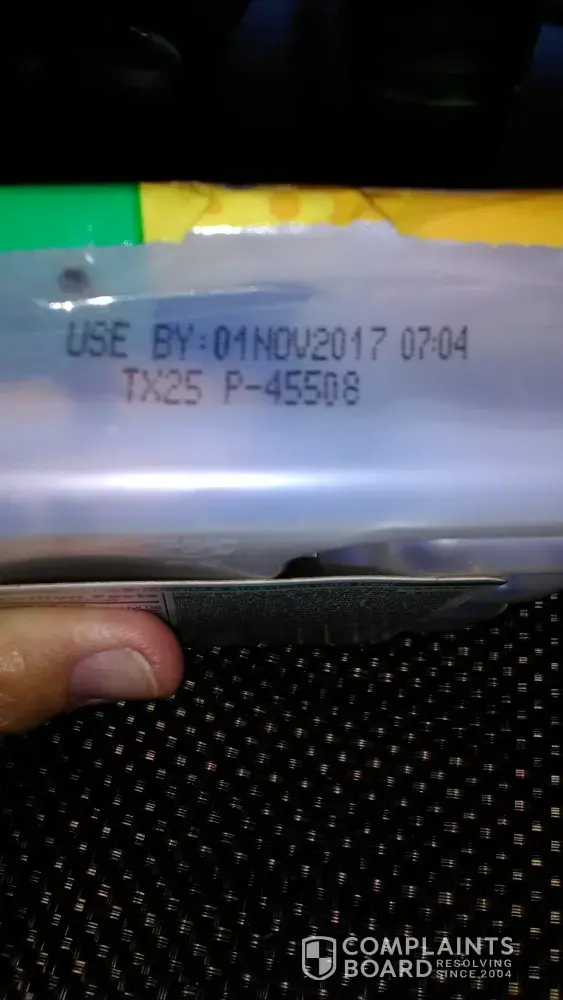 USE BY:01NOV2017 07:04
TX25 P-45508
COMPLAINTS
BOARD RESOLVING
SINCE 2004